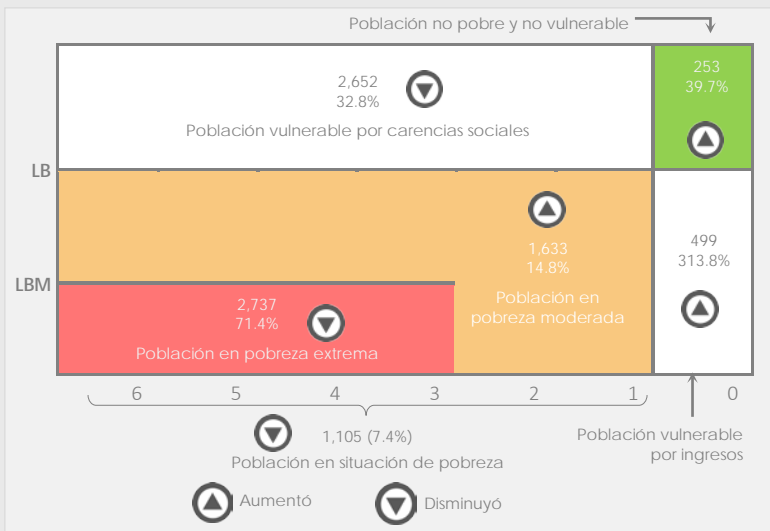 Población no pobre y no vulnerable
253
39.7%
2,652
32.8%
Población vulnerable por carencias sociales
LB
1,633
14.8%
499
313.8%
LBM
Población en
pobreza moderada
2,737
71.4%
Población en pobreza extrema
6 5 4 3 2 1 0
1,105 (7.4%)
Población en situación de pobreza
Población vulnerable
por ingresos
Aumentó
Disminuyó